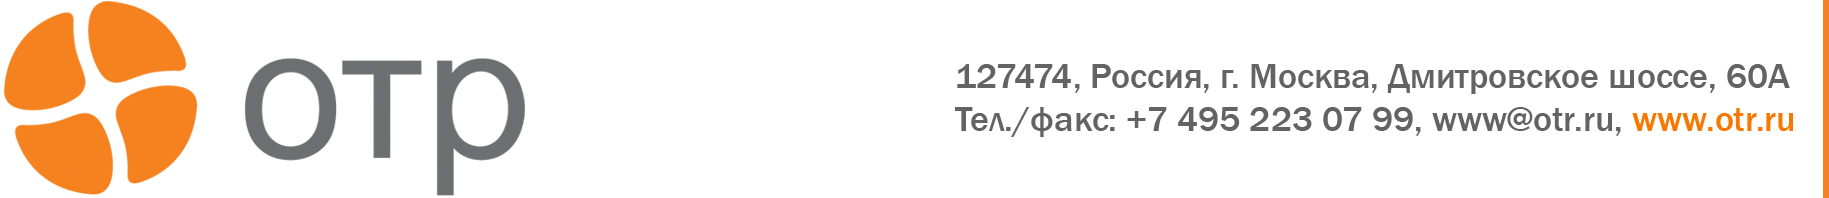 отр
127474, Россия, г. Москва, Дмитровское шоссе, 60А
Тел./факс: +7 495 223 07 99, www@otr.ru, www.otr.ru